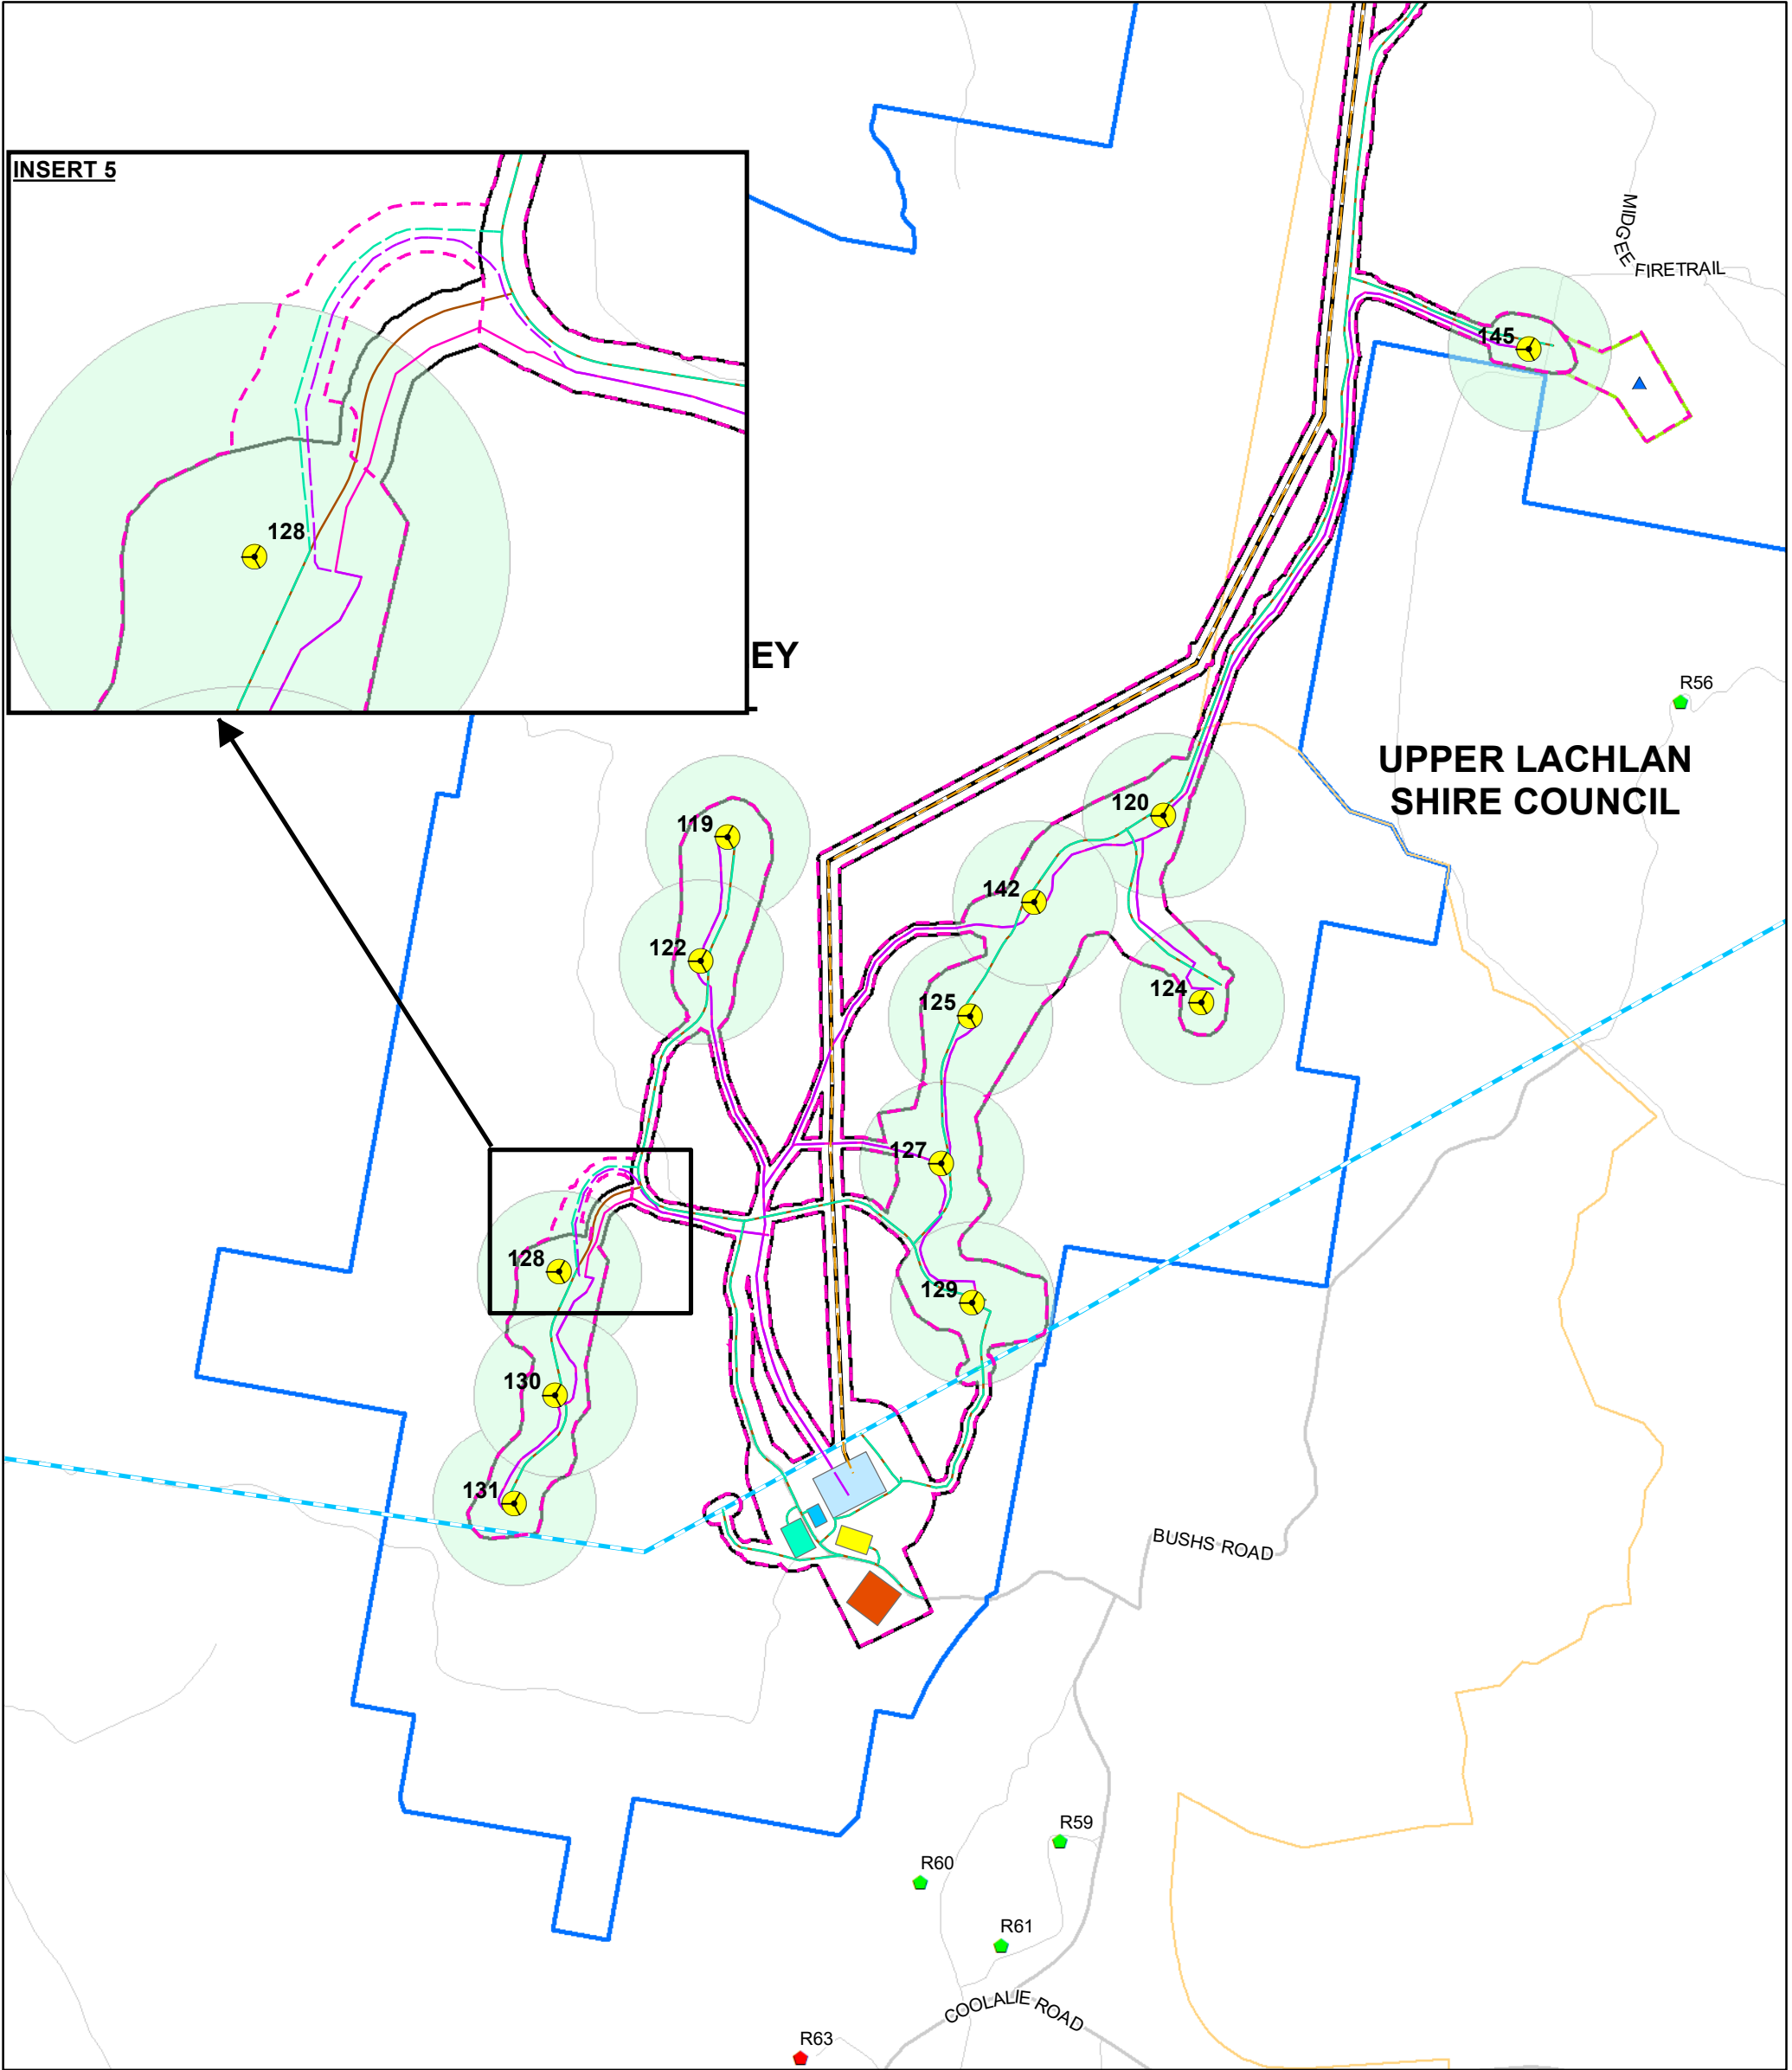 INSERT 5
128
EY
MIDGEE FIRETRAIL
145
R56
UPPER LACHLAN
SHIRE COUNCIL
120
119
142
122
125
124
127
128
129
130
131
BUSHS ROAD
R59
R60
R61
COOLALIE ROAD
R63